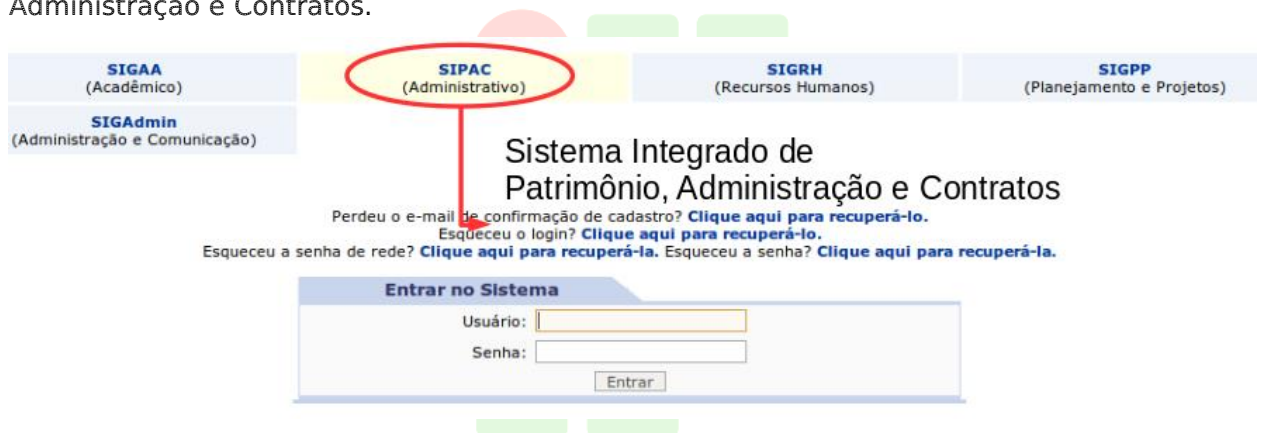 Administração e Contratos.
SIGAA
(Acadêmico)
SIPAC
(Administrativo)
SIGRH
(Recursos Humanos)
SIGPP
(Planejamento e Projetos)
SIGAdmin
(Administração e Comunicação)
Sistema Integrado de
Patrimônio, Administração e Contratos
Perdeu o e-mail de confirmação de cadastro? Clique aqui para recuperá-lo.
Esqueceu o login? Clique aqui para recuperá-lo.
Esqueceu a senha de rede? Clique aqui para recuperá-la. Esqueceu a senha? Clique aqui para recuperá-la.
Entrar no Sistema
Usuário:
Senha:
Entrar